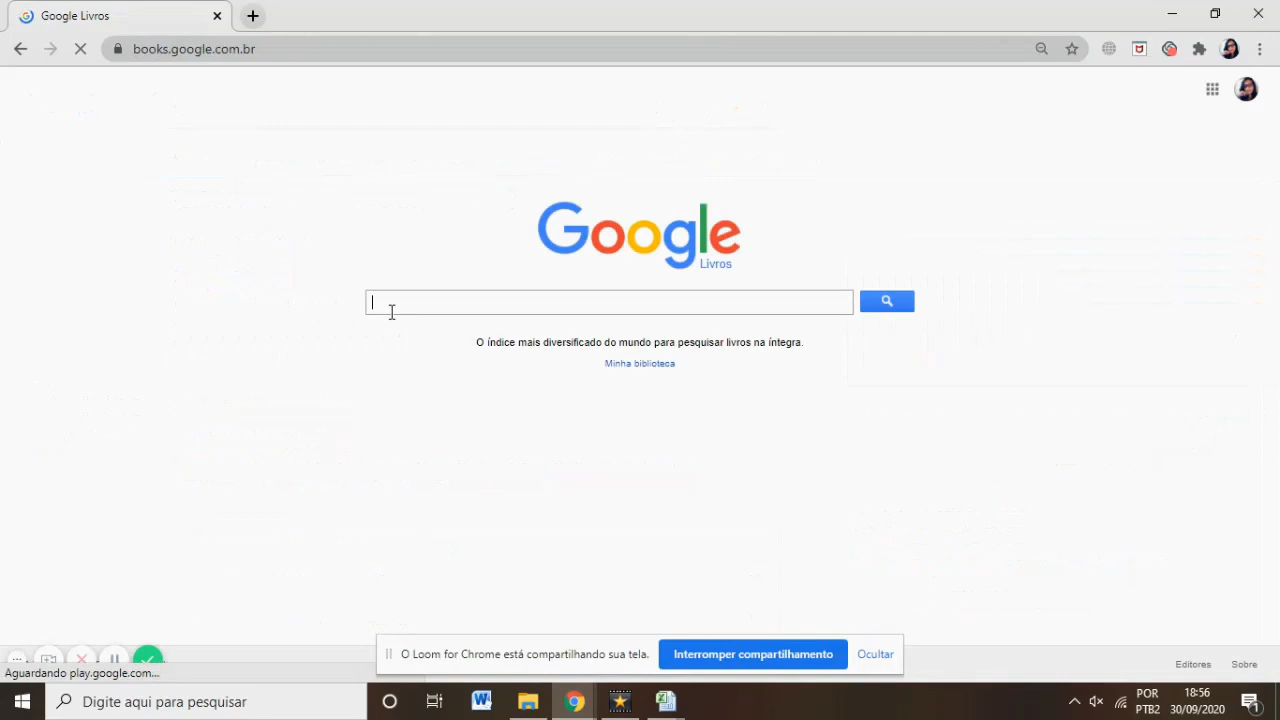 Google Livros
books.google.com.br
Google
Livros
O índice mais diversificado do mundo para pesquisar livros na íntegra.
Minha biblioteca
O Loom for Chrome está compartilhando sua tela.
Interromper compartilhamento
Ocultar
Editores
Sobre
Aguardando play.google.com...
Digite aqui para pesquisar
POR
PTB2
18:56
30/09/2020
1